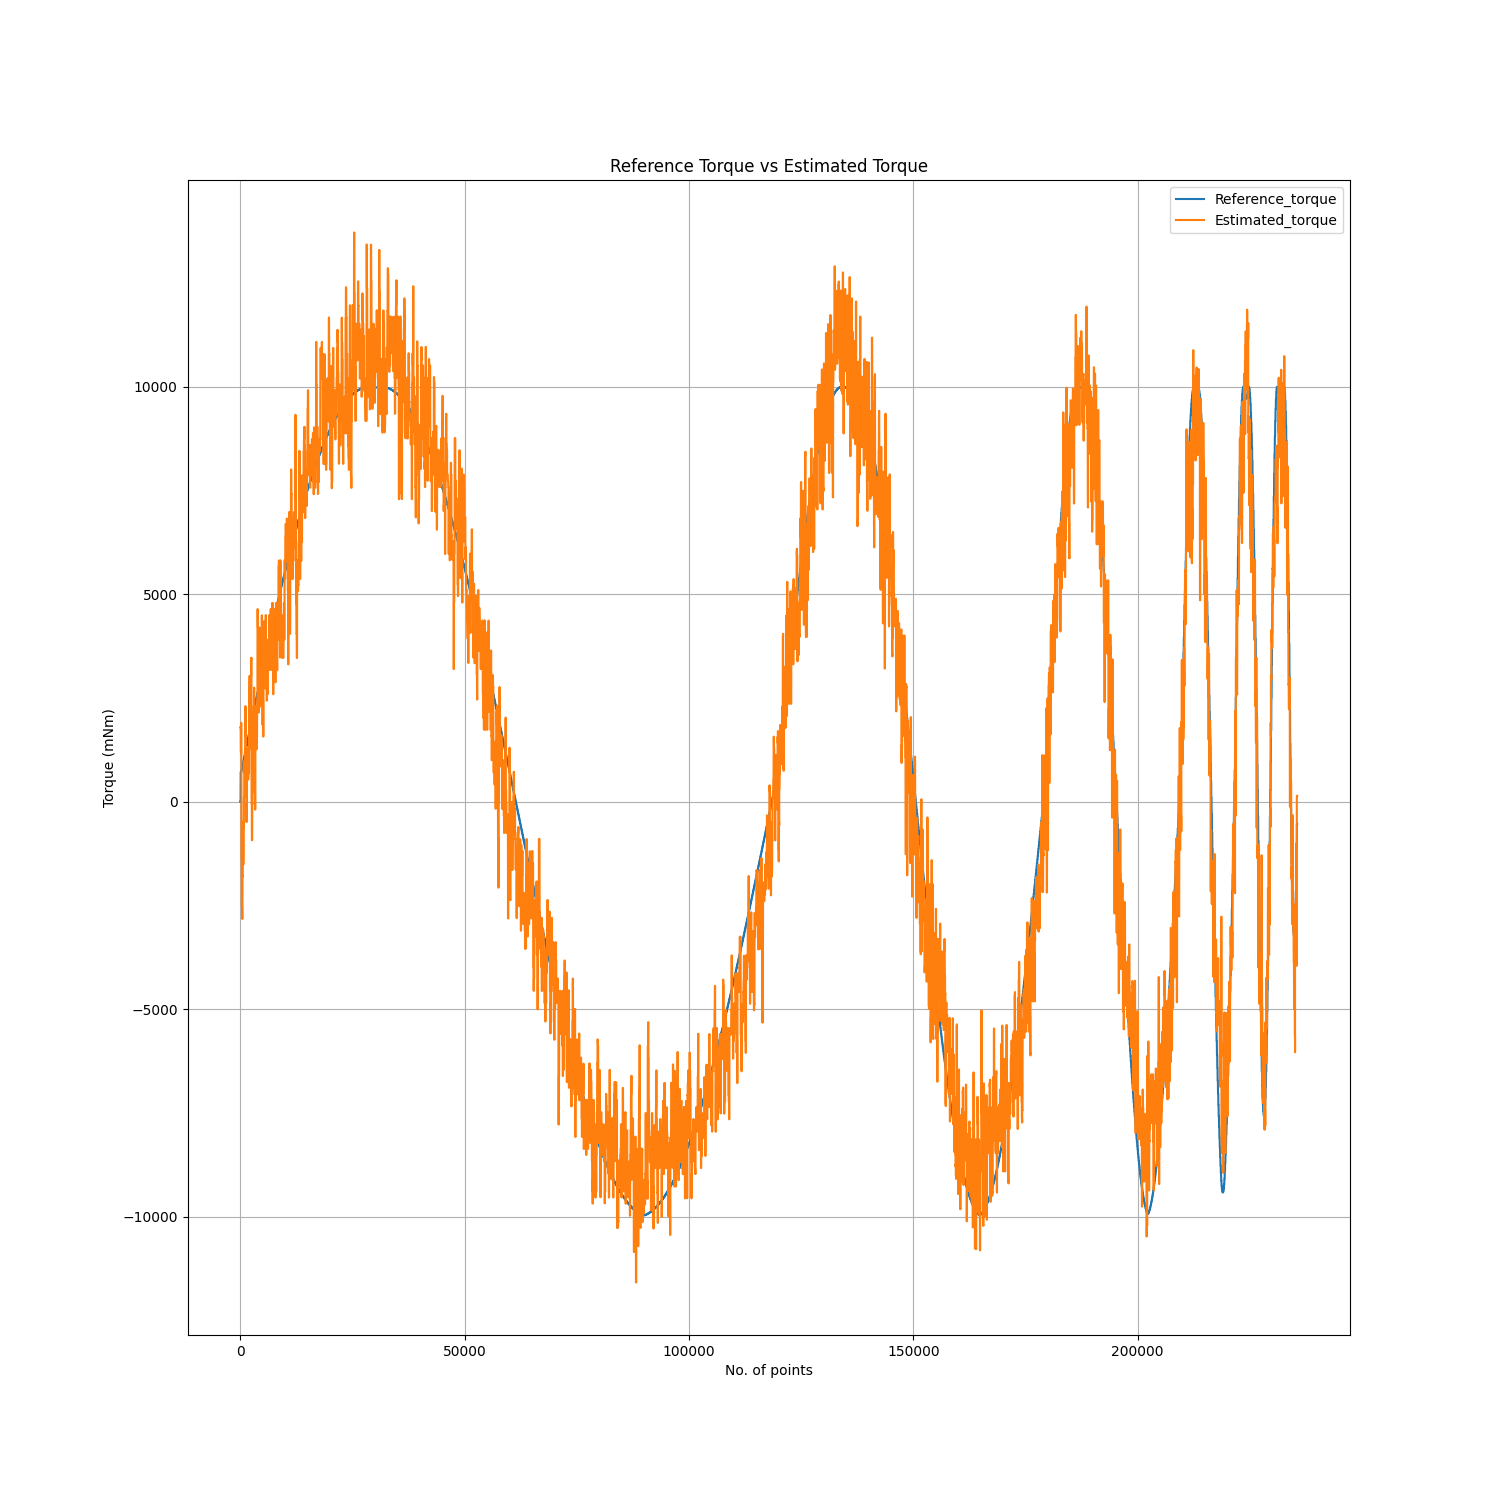 Reference Torque vs Estimated Torque
Reference_torque
Estimated_torque
10000
5000
0
−5000
−10000
Torque (mNm)
0
50000
100000
150000
200000
No. of points